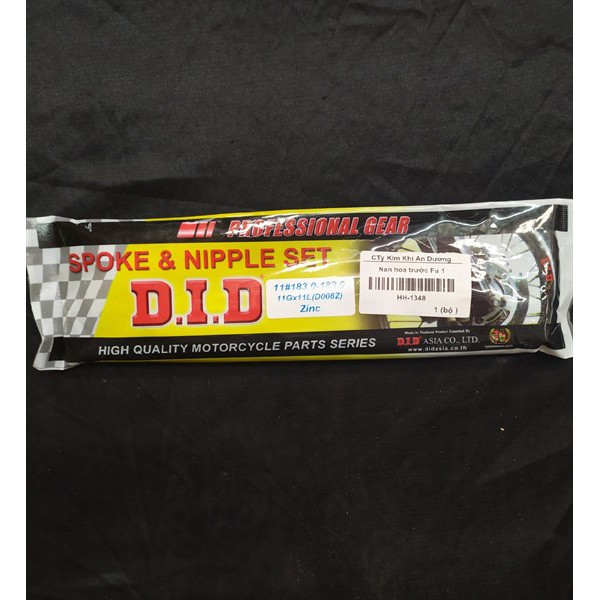 PROFESSIONAL GEAR
SPOKE & NIPPLE SET
D.I.D
11#183.0-183.0
11Gx11L(D008Z)
Zinc
CTy Kim Khí An Dương
Nan hoa trước Fu 1
HH-1348
1 (bộ )
HIGH QUALITY MOTORCYCLE PARTS SERIES
D.I.D ASIA CO., LTD.
www.didasia.co.th